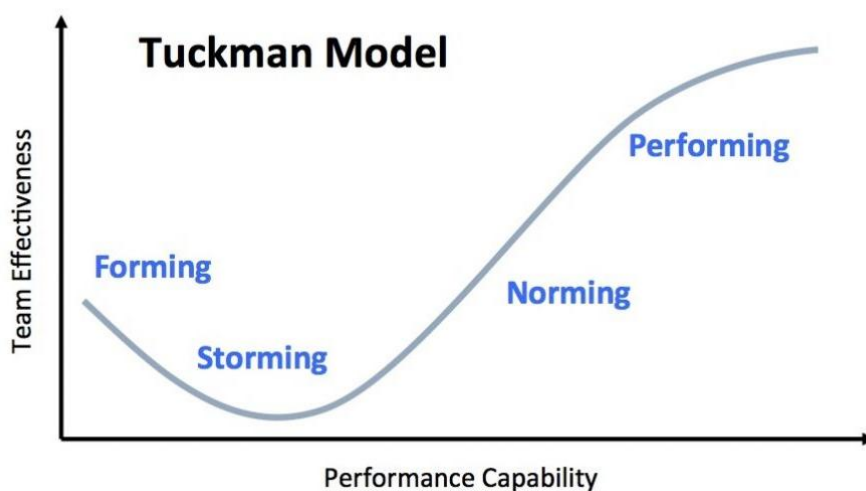 Tuckman Model
Team Effectiveness
Forming
Storming
Norming
Performing
Performance Capability